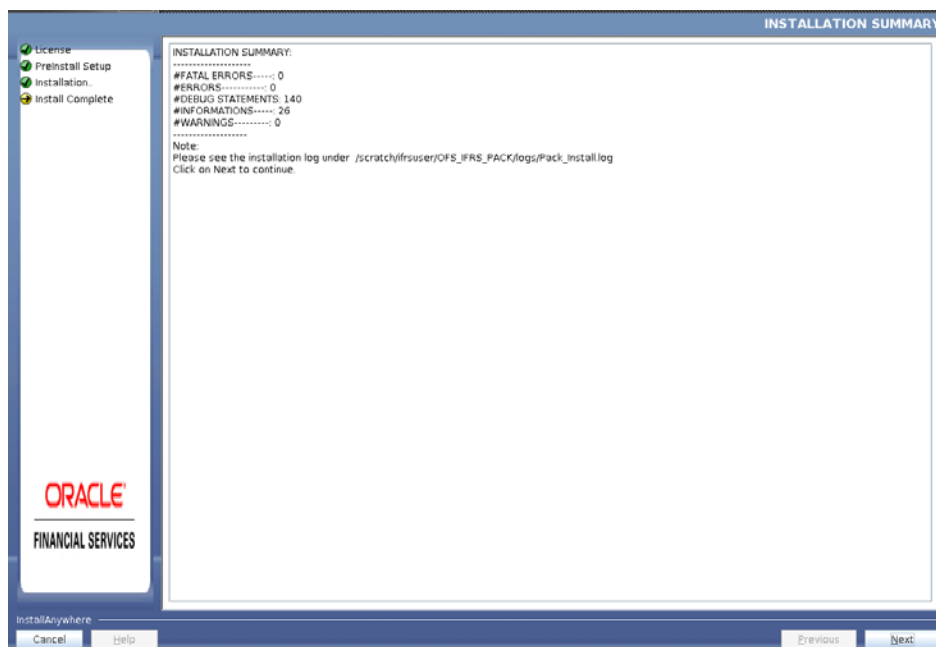 INSTALLATION SUMMARY
License
PreInstall Setup
Installation..
Install Complete
INSTALLATION SUMMARY:
--------------------
#FATAL ERRORS-----: 0
#ERRORS-----------: 0
#DEBUG STATEMENTS: 140
#INFORMATIONS-----: 26
#WARNINGS---------: 0
-------------------
Note:
Please see the installation log under /scratch/ifrsuser/OFS_IFRS_PACK/logs/Pack_Install.log
Click on Next to continue.
ORACLE
FINANCIAL SERVICES
InstallAnywhere
Cancel Help Previous Next